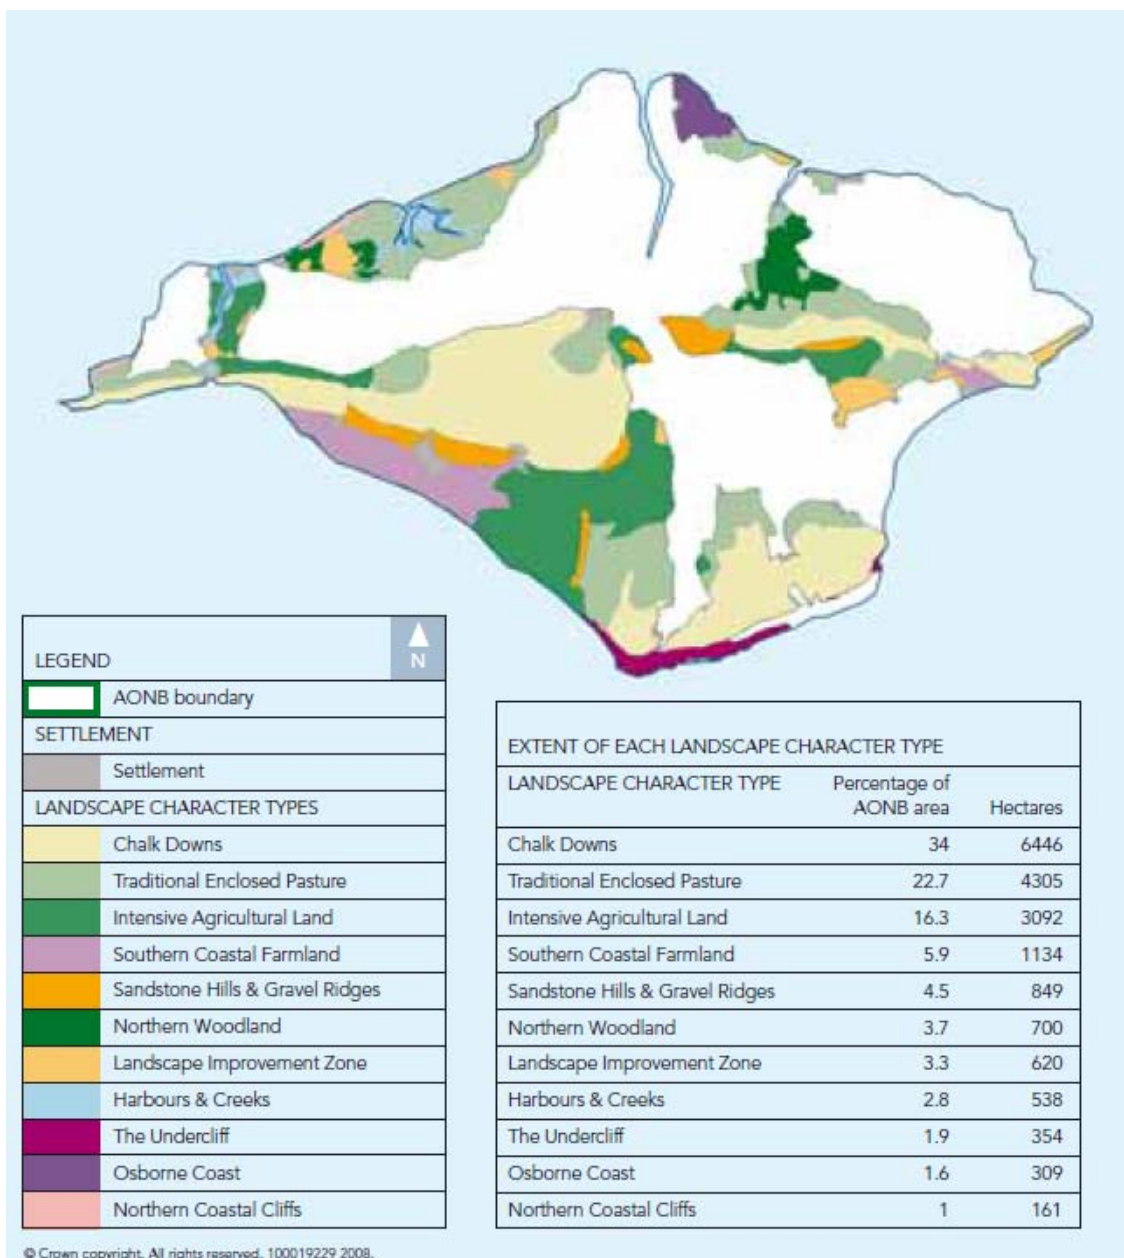 LEGEND
N
AONB boundary
SETTLEMENT
Settlement
LANDSCAPE CHARACTER TYPES
Chalk Downs
Traditional Enclosed Pasture
Intensive Agricultural Land
Southern Coastal Farmland
Sandstone Hills & Gravel Ridges
Northern Woodland
Landscape Improvement Zone
Harbours & Creeks
The Undercliff
Osborne Coast
Northern Coastal Cliffs
EXTENT OF EACH LANDSCAPE CHARACTER TYPE
LANDSCAPE CHARACTER TYPE Percentage of AONB area Hectares
Chalk Downs 34 6446
Traditional Enclosed Pasture 22.7 4305
Intensive Agricultural Land 16.3 3092
Southern Coastal Farmland 5.9 1134
Sandstone Hills & Gravel Ridges 4.5 849
Northern Woodland 3.7 700
Landscape Improvement Zone 3.3 620
Harbours & Creeks 2.8 538
The Undercliff 1.9 354
Osborne Coast 1.6 309
Northern Coastal Cliffs 1 161
© Crown copyright. All rights reserved. 100019229 2008.